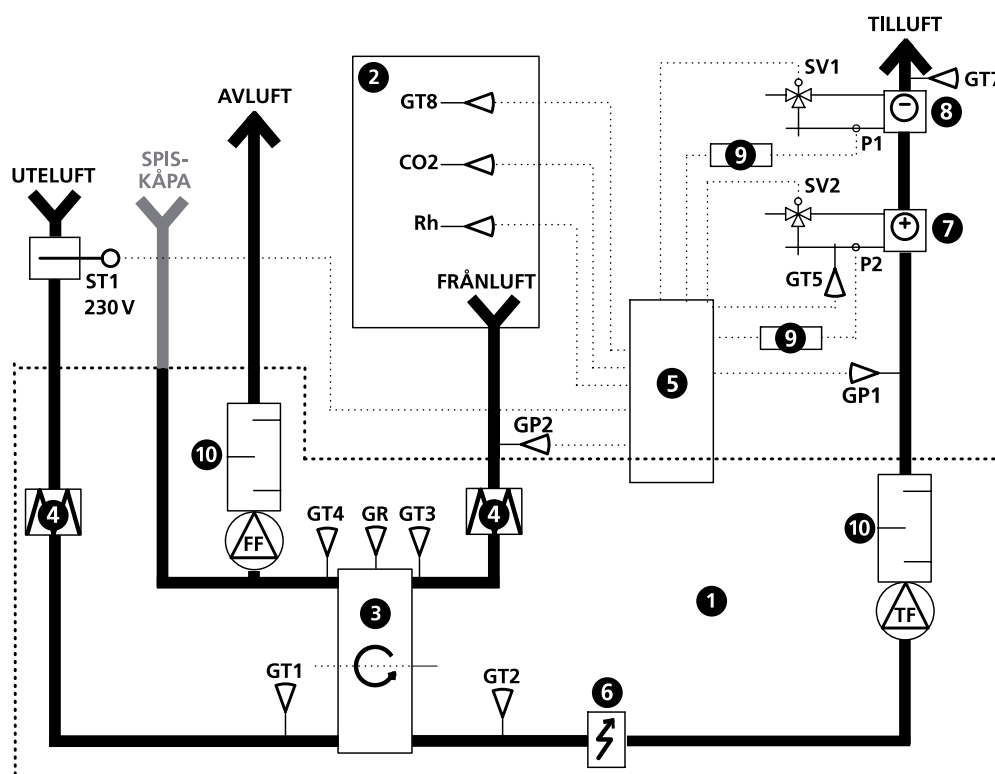 TILLUFT
SV1
GT7
2
AVLUFT
GT8
8
P1
SPIS-
KÅPA
CO2
9
UTELUFT
SV2
Rh
7
ST1
230 V
FRÅNLUFT
GT5
P2
9
5
GP1
GP2
10
4
GT4
GR
GT3
4
10
FF
3
1
TF
GT1
GT2
6